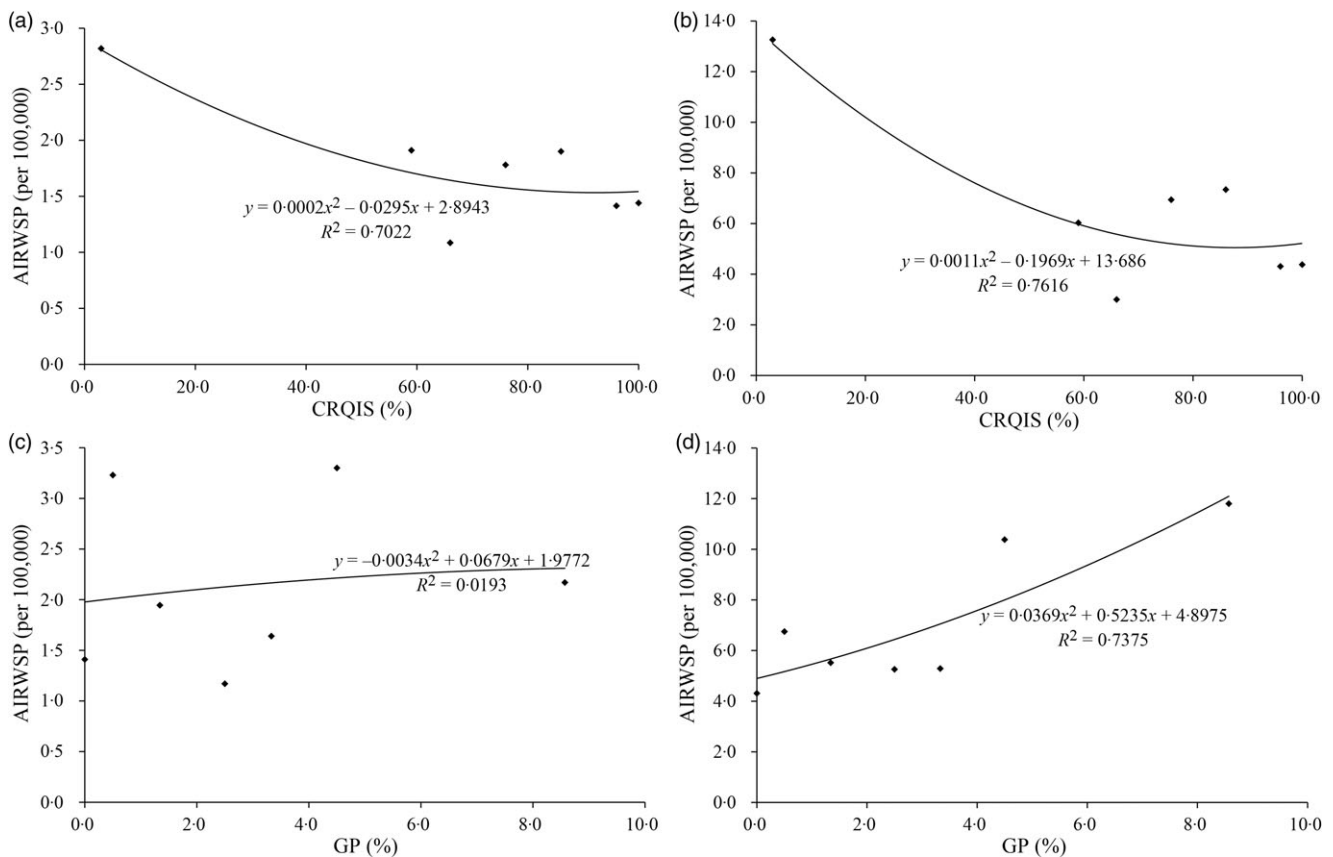 (a)
3·0
2·5
2·0
1·5
1·0
0·5
0·0
AIRWSP (per 100,000)
y = 0·0002x² – 0·0295x + 2·8943
R² = 0·7022
0·0 20·0 40·0 60·0 80·0 100·0
CRQIS (%)
(b)
14·0
12·0
10·0
8·0
6·0
4·0
2·0
0·0
AIRWSP (per 100,000)
y = 0·0011x² – 0·1969x + 13·686
R² = 0·7616
0·0 20·0 40·0 60·0 80·0 100·0
CRQIS (%)
(c)
3·5
3·0
2·5
2·0
1·5
1·0
0·5
0·0
AIRWSP (per 100,000)
y = –0·0034x² + 0·0679x + 1·9772
R² = 0·0193
0·0 2·0 4·0 6·0 8·0 10·0
GP (%)
(d)
14·0
12·0
10·0
8·0
6·0
4·0
2·0
0·0
AIRWSP (per 100,000)
y = 0·0369x² + 0·5235x + 4·8975
R² = 0·7375
0·0 2·0 4·0 6·0 8·0 10·0
GP (%)